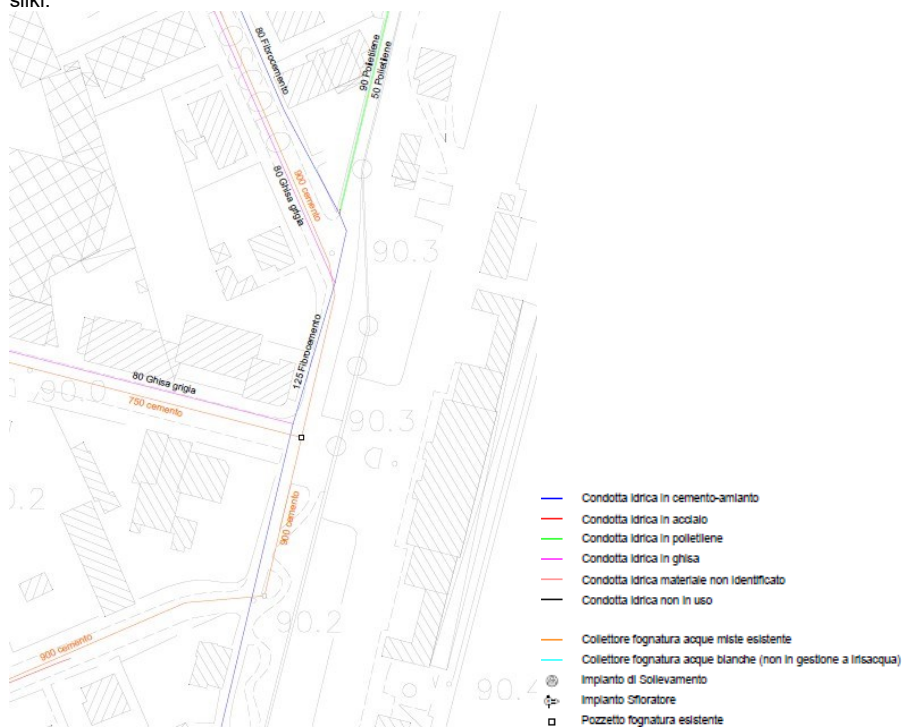 80 Fibrocemento
90 Polietilene
50 Polietilene
900 cemento
80 Ghisa grigia
90.3
125 Fibrocemento
80 Ghisa grigia
90.0
750 cemento
90.3
900 cemento
90.2
900 cemento
Condotta idrica in cemento-amianto
Condotta idrica in acciaio
Condotta idrica in polietilene
Condotta idrica in ghisa
Condotta idrica materiale non identificato
Condotta idrica non in uso
Collettore fognatura acque miste esistente
Collettore fognatura acque bianche (non in gestione a Irisacqua)
Impianto di Sollevamento
Impianto Sfioratore
Pozzetto fognatura esistente